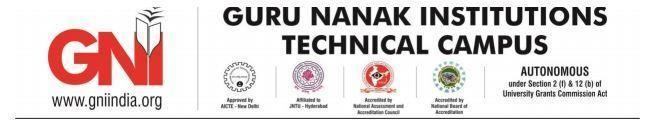 GNI
www.gniindia.org
GURU NANAK INSTITUTIONS
TECHNICAL CAMPUS
Approved by
AICTE - New Delhi
Affiliated to
JNTU - Hyderabad
Accredited by
National Assessment and
Accreditation Council
Accredited by
National Board of
Accreditation
AUTONOMOUS
under Section 2 (f) & 12 (b) of
University Grants Commission Act